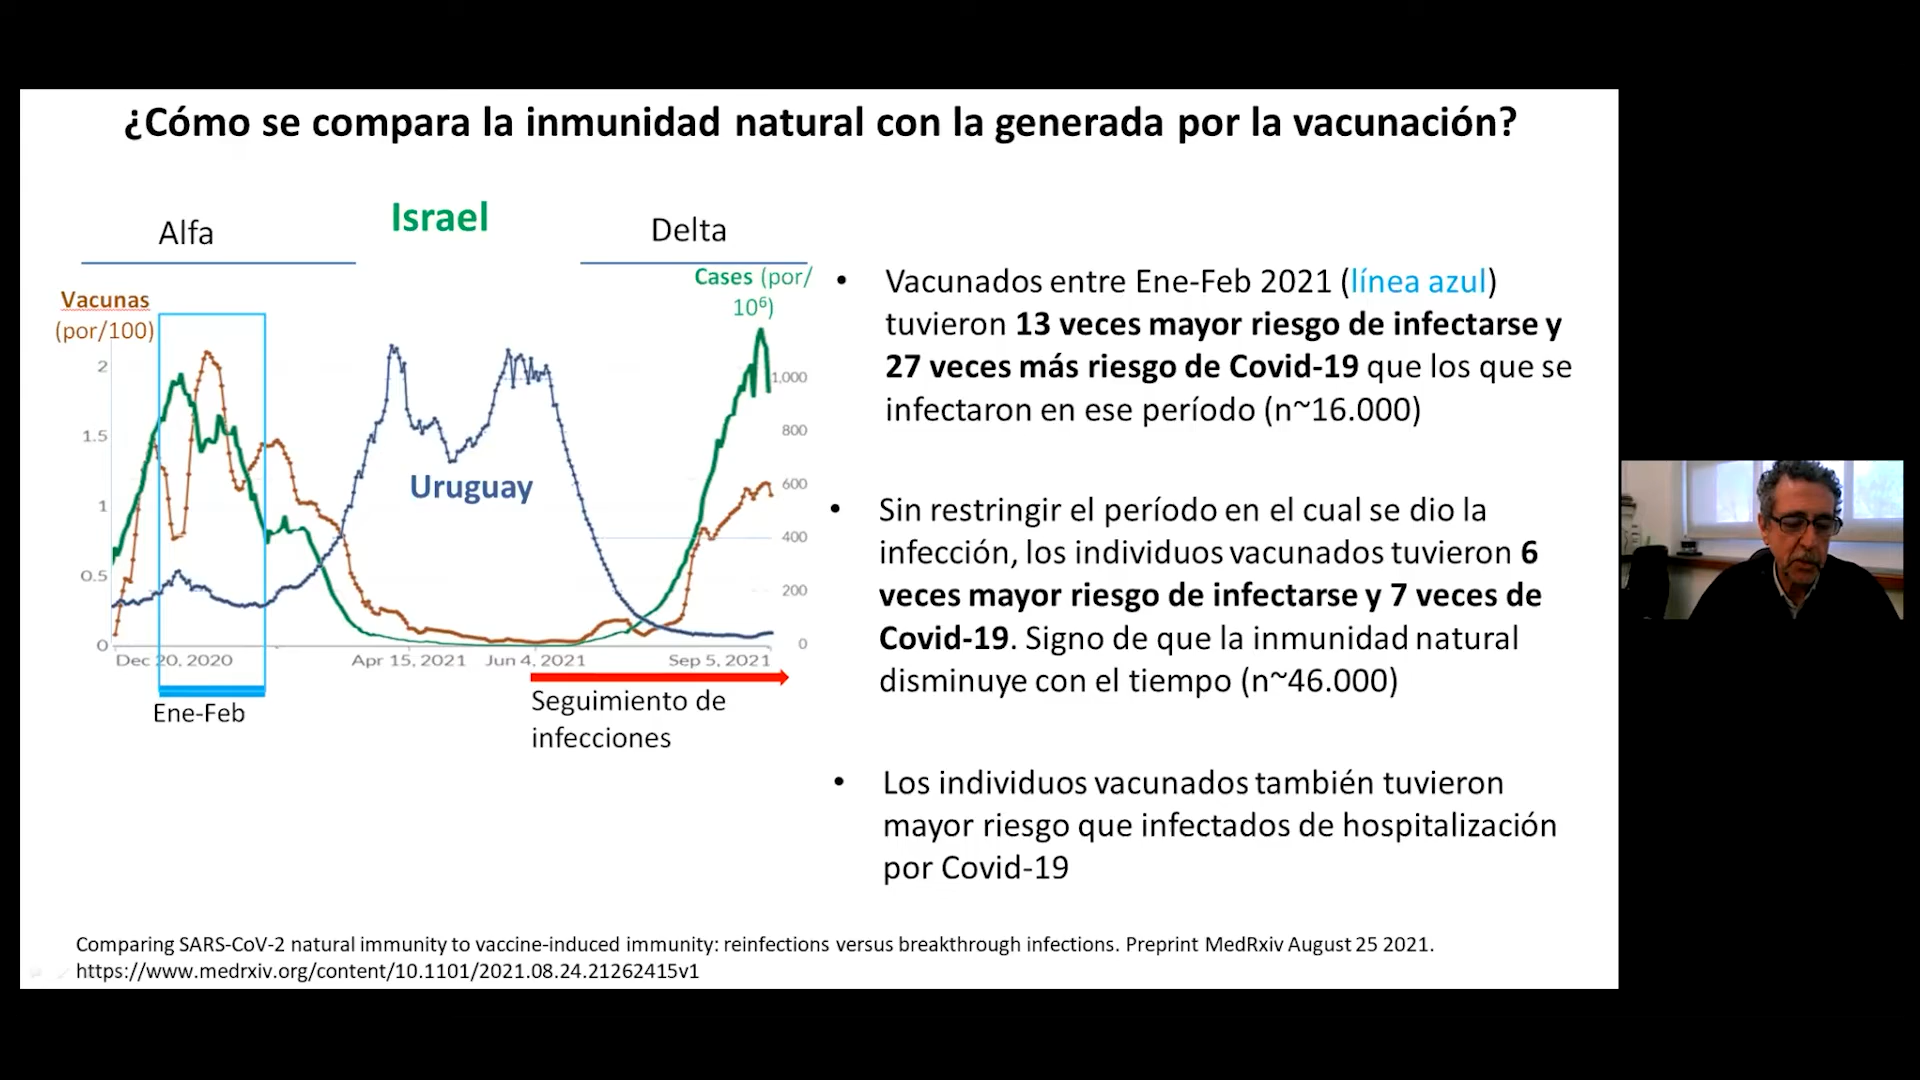 ¿Cómo se compara la inmunidad natural con la generada por la vacunación?
Alfa
Israel
Delta
Vacunas
(por/100)
Cases (por/
10⁶)
2
1.5
1
0.5
0
1,000
800
600
400
200
0
Uruguay
Dec 20, 2020
Apr 15, 2021
Jun 4, 2021
Sep 5, 2021
Ene-Feb
Seguimiento de
infecciones
• Vacunados entre Ene-Feb 2021 (línea azul)
tuvieron 13 veces mayor riesgo de infectarse y
27 veces más riesgo de Covid-19 que los que se
infectaron en ese período (n~16.000)
• Sin restringir el período en el cual se dio la
infección, los individuos vacunados tuvieron 6
veces mayor riesgo de infectarse y 7 veces de
Covid-19. Signo de que la inmunidad natural
disminuye con el tiempo (n~46.000)
• Los individuos vacunados también tuvieron
mayor riesgo que infectados de hospitalización
por Covid-19
Comparing SARS-CoV-2 natural immunity to vaccine-induced immunity: reinfections versus breakthrough infections. Preprint MedRxiv August 25 2021.
https://www.medrxiv.org/content/10.1101/2021.08.24.21262415v1